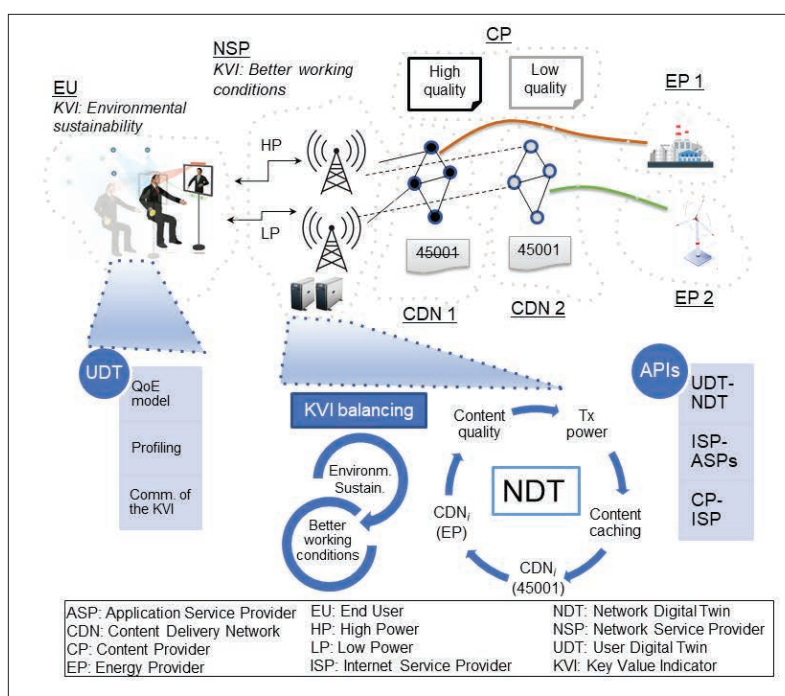 CP
NSP
KVI: Better working
conditions
High
quality
Low
quality
EP 1
EU
KVI: Environmental
sustainability
HP
LP
45001
45001
CDN 1
CDN 2
EP 2
UDT
QoE
model
Profiling
Comm. of
the KVI
KVI balancing
Environm.
Sustain.
Better
working
conditions
Content
quality
Tx
power
Content
caching
CDNi
(45001)
CDNi
(EP)
NDT
APIs
UDT-
NDT
ISP-
ASPs
CP-
ISP
ASP: Application Service Provider
CDN: Content Delivery Network
CP: Content Provider
EP: Energy Provider
EU: End User
HP: High Power
LP: Low Power
ISP: Internet Service Provider
NDT: Network Digital Twin
NSP: Network Service Provider
UDT: User Digital Twin
KVI: Key Value Indicator